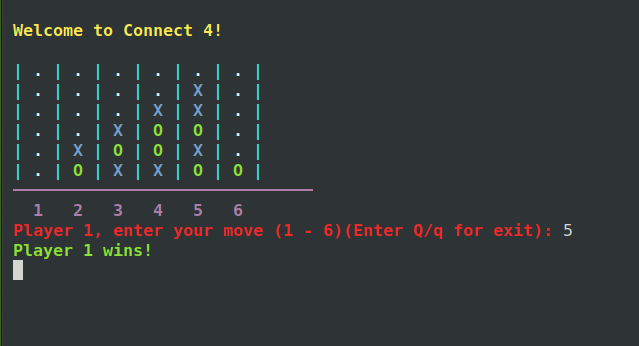 Welcome to Connect 4!
| . | . | . | . | . | . |
| . | . | . | . | X | . |
| . | . | . | X | X | . |
| . | . | X | O | O | . |
| . | X | O | O | X | . |
| . | O | X | X | O | O |
1 2 3 4 5 6
Player 1, enter your move (1 - 6)(Enter Q/q for exit): 5
Player 1 wins!